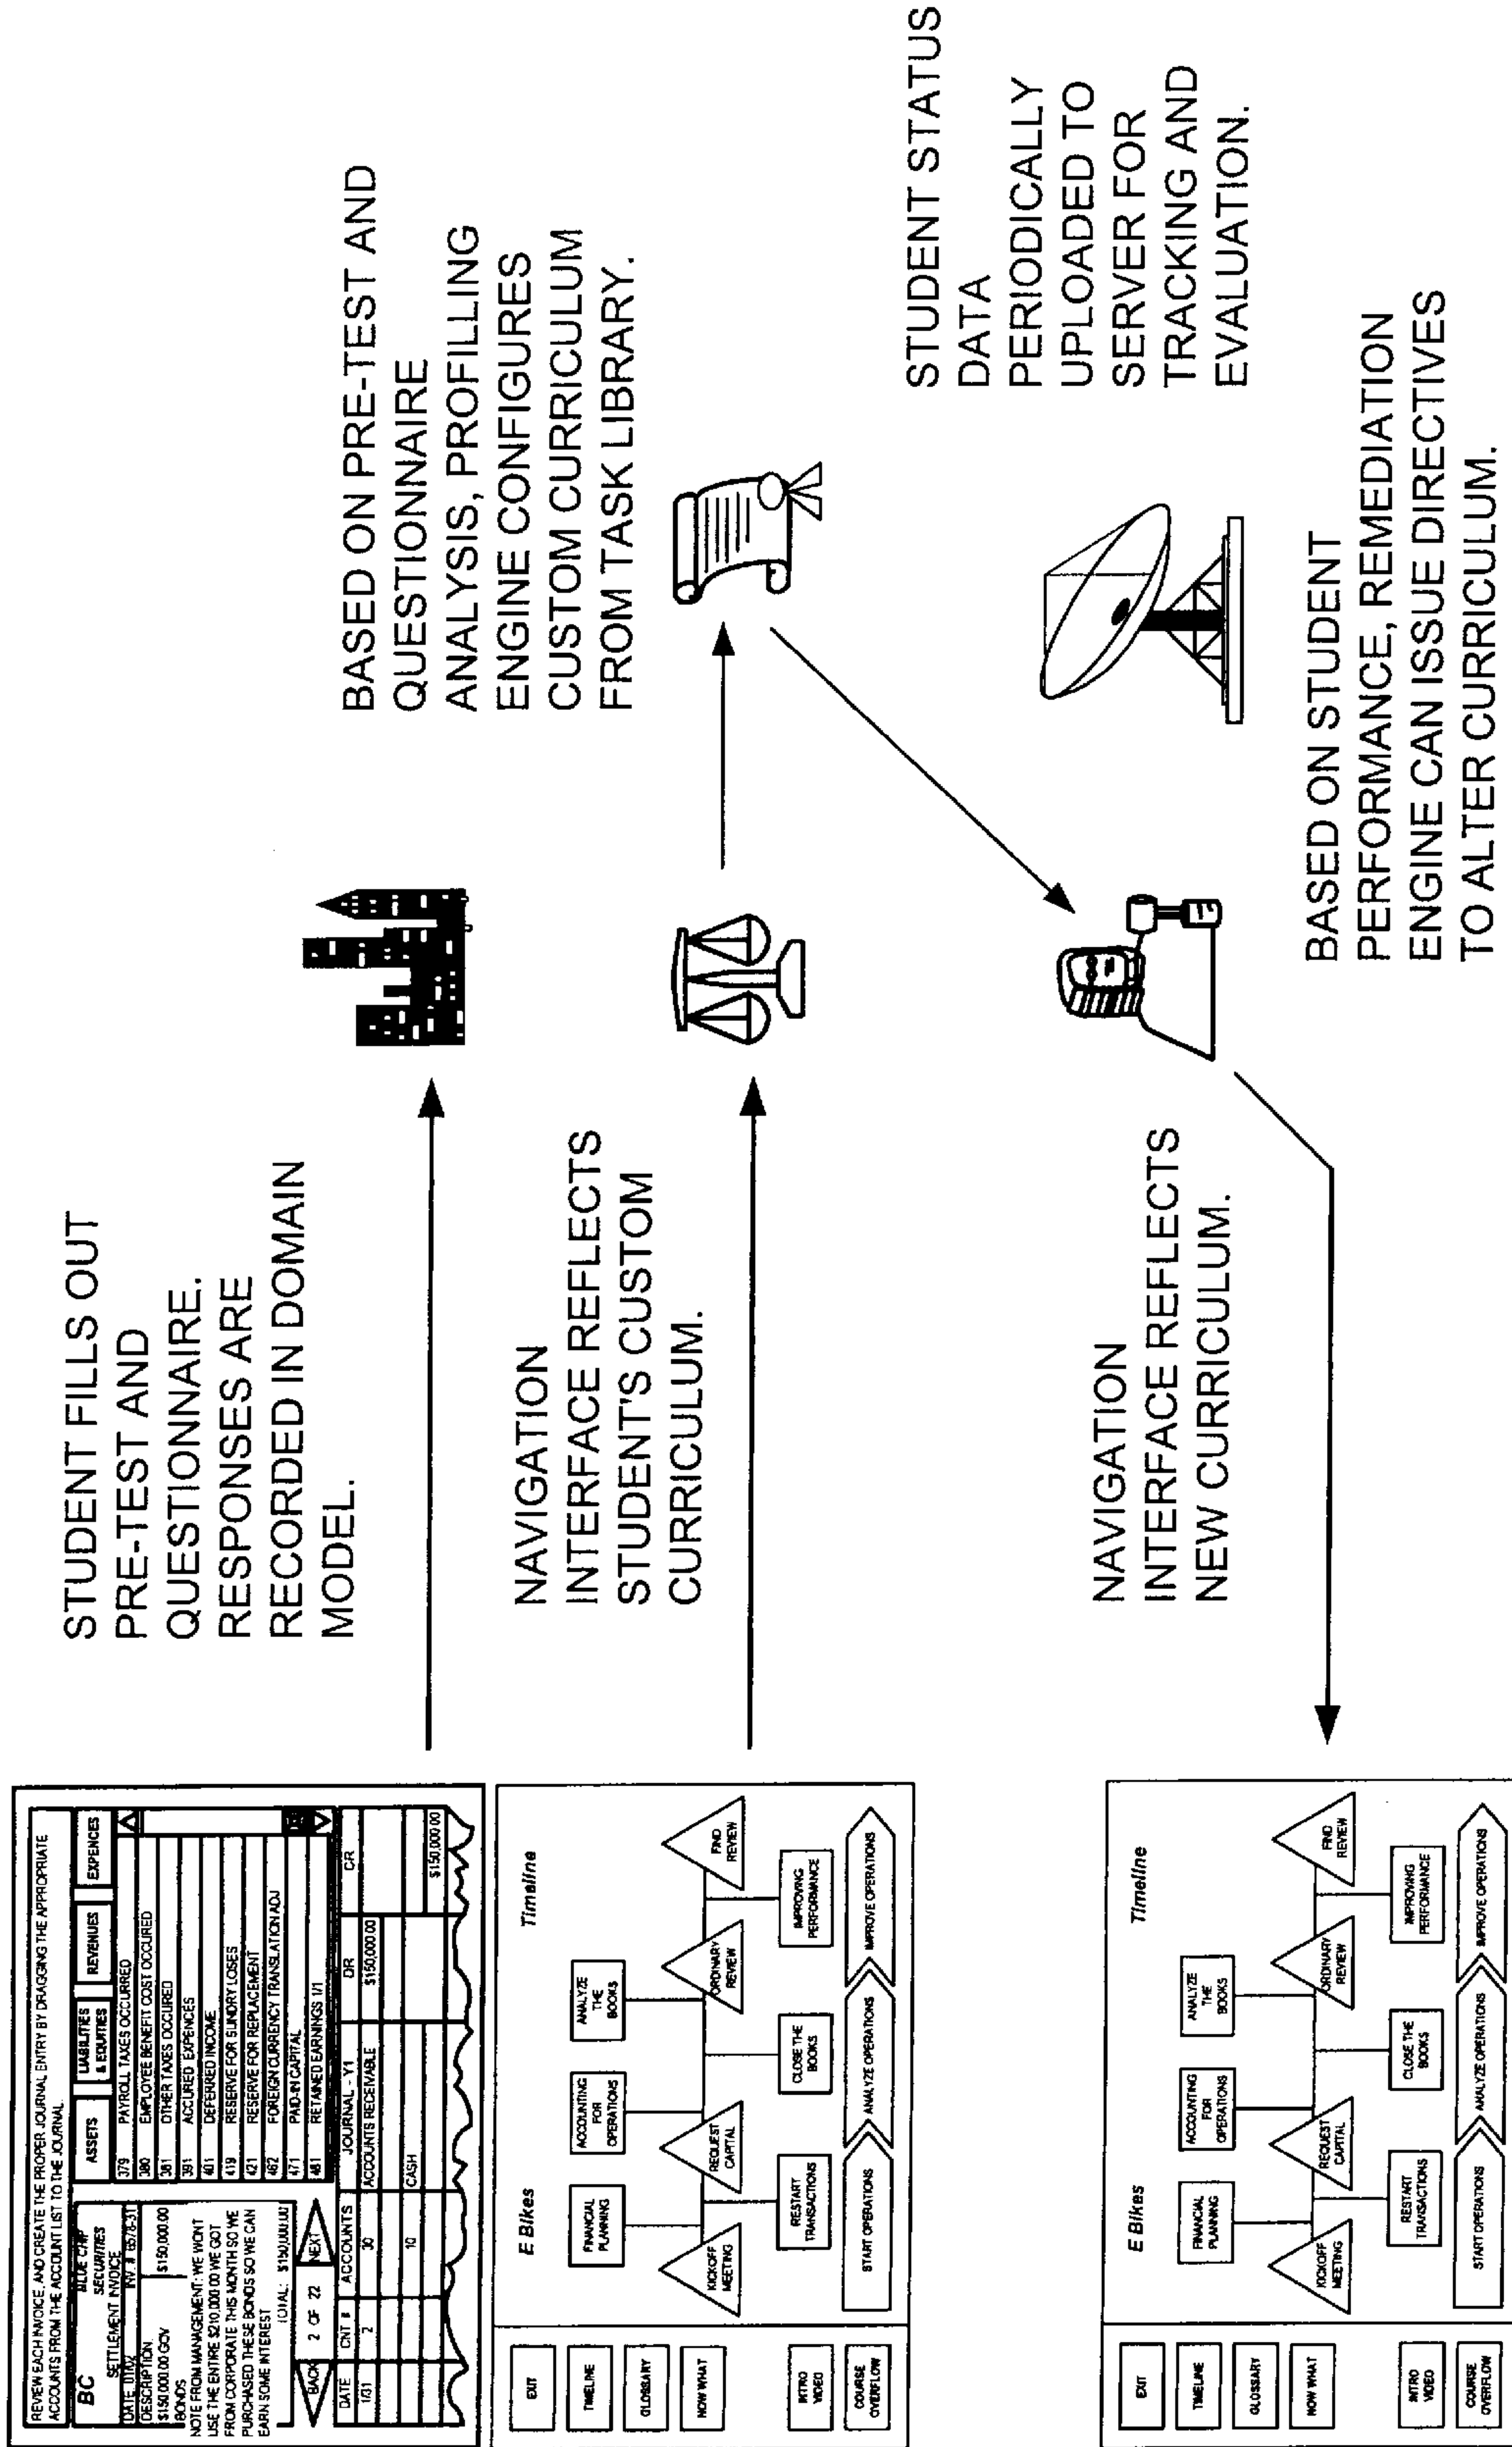 REVIEW EACH INVOICE, AND CREATE THE PROPER JOURNAL ENTRY BY DRAGGING THE APPROPRIATE
ACCOUNTS FROM THE ACCOUNT LIST TO THE JOURNAL.
BC BLUE CHIP
SECURITIES
SETTLEMENT INVOICE
DATE 01/02 INV #
DESCRIPTION:
$150,000.00 GOV $150,000.00
BONDS
NOTE FROM MANAGEMENT: WE WON'T
USE THE ENTIRE $210,000.00 WE GOT
FROM CORPORATE THIS MONTH SO WE
PURCHASED THESE BONDS SO WE CAN
EARN SOME INTEREST
TOTAL: $150,000.00
BACK 2 OF 22 NEXT
ASSETS LIABILITIES & EQUITIES REVENUES EXPENCES
379 PAYROLL TAXES OCCURRED
380 EMPLOYEE BENEFIT COST OCCURED
381 OTHER TAXES OCCURED
391 ACCURED EXPENCES
401 DEFERRED INCOME
419 RESERVE FOR SUNDRY LOSES
421 RESERVE FOR REPLACEMENT
462 FOREIGN CURRENCY TRANSLATION ADJ
471 PAID-IN CAPITAL
481 RETAINED EARNINGS 1/1
DATE CNT # ACCOUNTS JOURNAL - Y1 DR CR
1/31 2 30 ACCOUNTS RECEIVABLE $150,000.00
10 CASH
$150,000.00
STUDENT FILLS OUT
PRE-TEST AND
QUESTIONNAIRE.
RESPONSES ARE
RECORDED IN DOMAIN
MODEL.
BASED ON PRE-TEST AND
QUESTIONNAIRE
ANALYSIS, PROFILLING
ENGINE CONFIGURES
CUSTOM CURRICULUM
FROM TASK LIBRARY.
EXIT
TIMELINE
GLOSSARY
NOW WHAT
INTRO
VIDEO
COURSE
OVERFLOW
E Bikes Timeline
FINANCIAL
PLANNING
ACCOUNTING
FOR
OPERATIONS
ANALYZE
THE
BOOKS
KICKOFF
MEETING
REQUEST
CAPITAL
ORDINARY
REVIEW
FIND
REVIEW
RESTART
TRANSACTIONS
CLOSE THE
BOOKS
IMPROVING
PERFORMANCE
START OPERATIONS ANALYZE OPERATIONS IMPROVE OPERATIONS
NAVIGATION
INTERFACE REFLECTS
STUDENT'S CUSTOM
CURRICULUM.
STUDENT STATUS
DATA
PERIODICALLY
UPLOADED TO
SERVER FOR
TRACKING AND
EVALUATION.
EXIT
TIMELINE
GLOSSARY
NOW WHAT
INTRO
VIDEO
COURSE
OVERFLOW
E Bikes Timeline
FINANCIAL
PLANNING
ACCOUNTING
FOR
OPERATIONS
ANALYZE
THE
BOOKS
KICKOFF
MEETING
REQUEST
CAPITAL
ORDINARY
REVIEW
FIND
REVIEW
RESTART
TRANSACTIONS
CLOSE THE
BOOKS
IMPROVING
PERFORMANCE
START OPERATIONS ANALYZE OPERATIONS IMPROVE OPERATIONS
NAVIGATION
INTERFACE REFLECTS
NEW CURRICULUM.
BASED ON STUDENT
PERFORMANCE, REMEDIATION
ENGINE CAN ISSUE DIRECTIVES
TO ALTER CURRICULUM.